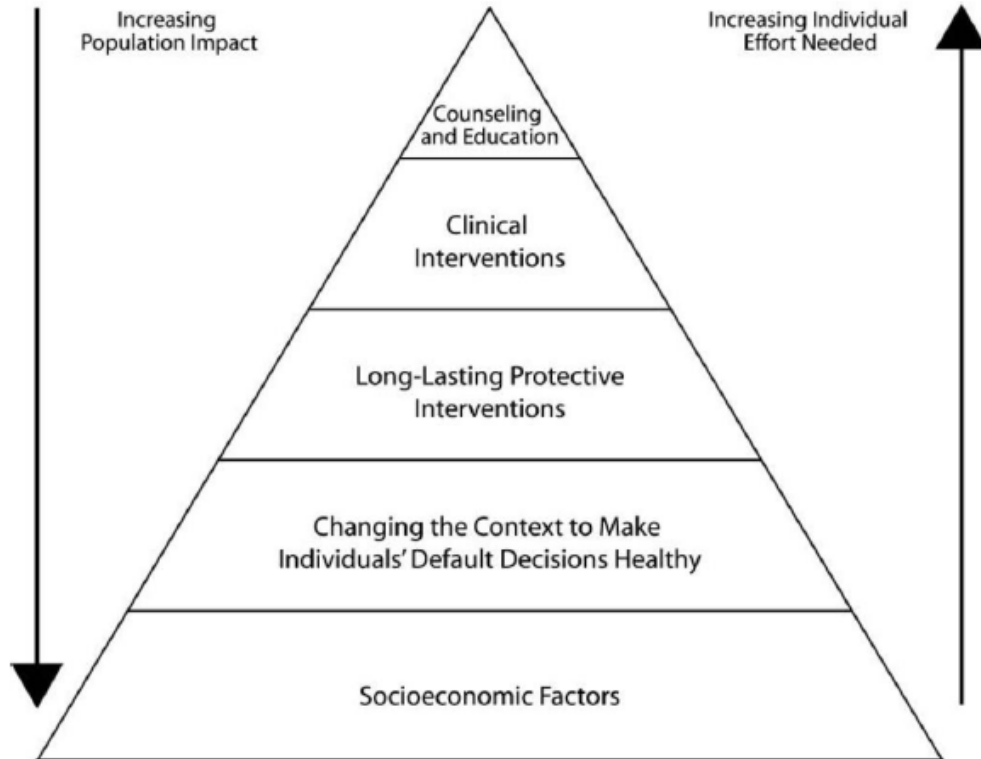 Increasing
Population Impact
Increasing Individual
Effort Needed
Counseling
and Education
Clinical
Interventions
Long-Lasting Protective
Interventions
Changing the Context to Make
Individuals’ Default Decisions Healthy
Socioeconomic Factors